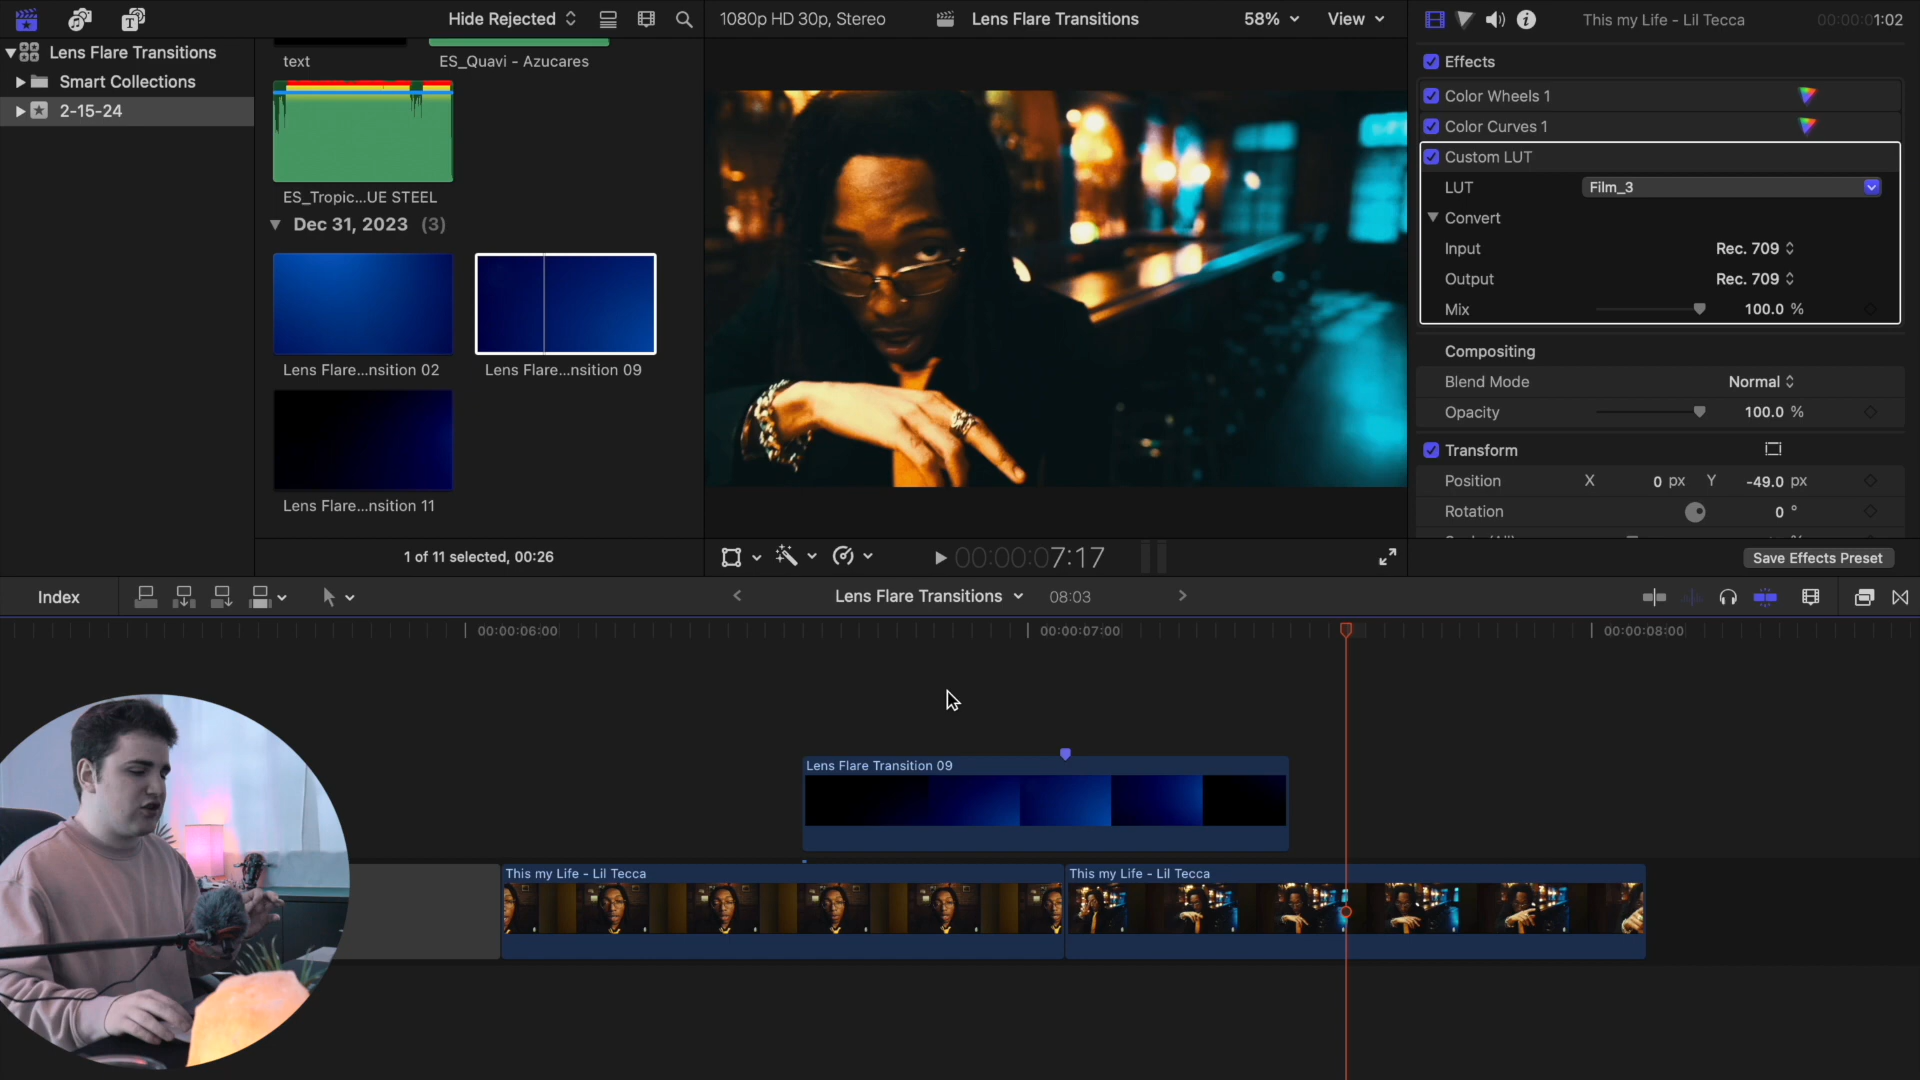 Hide Rejected
1080p HD 30p, Stereo
Lens Flare Transitions
58%
View
This my Life - Lil Tecca
00:00:01:02
Lens Flare Transitions
Smart Collections
2-15-24
text
ES_Quavi - Azucares
ES_Tropic...UE STEEL
Dec 31, 2023 (3)
Lens Flare...nsition 02
Lens Flare...nsition 09
Lens Flare...nsition 11
1 of 11 selected, 00:26
00:00:07:17
Effects
Color Wheels 1
Color Curves 1
Custom LUT
LUT
Film_3
Convert
Input
Rec. 709
Output
Rec. 709
Mix
100.0 %
Compositing
Blend Mode
Normal
Opacity
100.0 %
Transform
Position
X
0 px
Y
-49.0 px
Rotation
0 °
Save Effects Preset
Index
Lens Flare Transitions
08:03
00:00:06:00
00:00:07:00
00:00:08:00
Lens Flare Transition 09
This my Life - Lil Tecca
This my Life - Lil Tecca